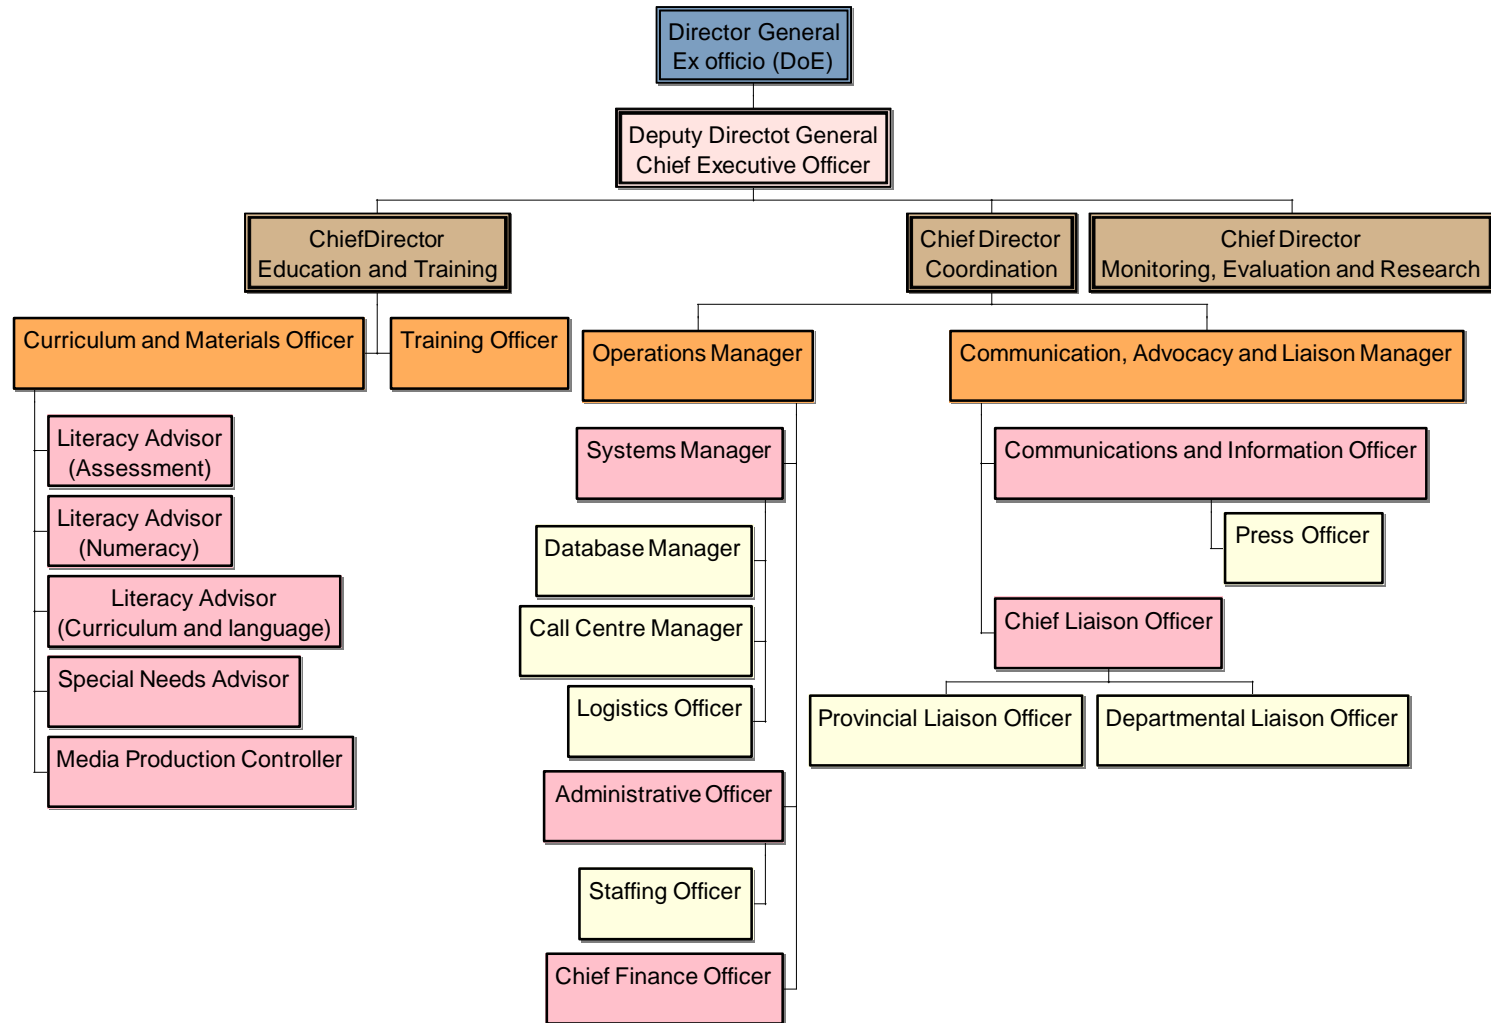 Director General
Ex officio (DoE)
Deputy Directot General
Chief Executive Officer
ChiefDirector
Education and Training
Chief Director
Coordination
Chief Director
Monitoring, Evaluation and Research
Curriculum and Materials Officer
Training Officer
Operations Manager
Communication, Advocacy and Liaison Manager
Literacy Advisor
(Assessment)
Literacy Advisor
(Numeracy)
Literacy Advisor
(Curriculum and language)
Special Needs Advisor
Media Production Controller
Systems Manager
Database Manager
Call Centre Manager
Logistics Officer
Administrative Officer
Staffing Officer
Chief Finance Officer
Communications and Information Officer
Press Officer
Chief Liaison Officer
Provincial Liaison Officer
Departmental Liaison Officer